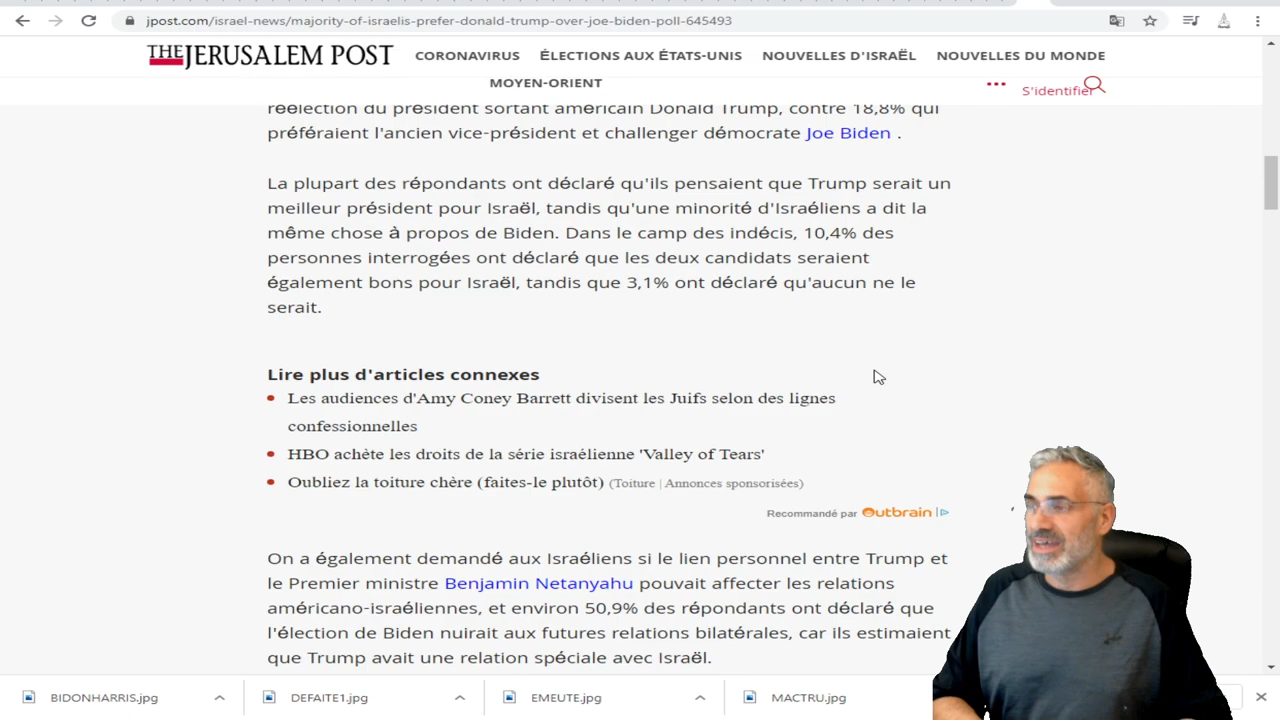 jpost.com/israel-news/majority-of-israelis-prefer-donald-trump-over-joe-biden-poll-645493
THE JERUSALEM POST
CORONAVIRUS ÉLECTIONS AUX ÉTATS-UNIS NOUVELLES D'ISRAËL NOUVELLES DU MONDE
MOYEN-ORIENT
S'identifier
réélection du président sortant américain Donald Trump, contre 18,8% qui
préféraient l'ancien vice-président et challenger démocrate Joe Biden .
La plupart des répondants ont déclaré qu'ils pensaient que Trump serait un
meilleur président pour Israël, tandis qu'une minorité d'Israéliens a dit la
même chose à propos de Biden. Dans le camp des indécis, 10,4% des
personnes interrogées ont déclaré que les deux candidats seraient
également bons pour Israël, tandis que 3,1% ont déclaré qu'aucun ne le
serait.
Lire plus d'articles connexes
Les audiences d'Amy Coney Barrett divisent les Juifs selon des lignes
confessionnelles
HBO achète les droits de la série israélienne 'Valley of Tears'
Oubliez la toiture chère (faites-le plutôt) (Toiture | Annonces sponsorisées)
Recommandé par Outbrain
On a également demandé aux Israéliens si le lien personnel entre Trump et
le Premier ministre Benjamin Netanyahu pouvait affecter les relations
américano-israéliennes, et environ 50,9% des répondants ont déclaré que
l'élection de Biden nuirait aux futures relations bilatérales, car ils estimaient
que Trump avait une relation spéciale avec Israël.
BIDONHARRIS.jpg DEFAITE1.jpg EMEUTE.jpg MACTRU.jpg